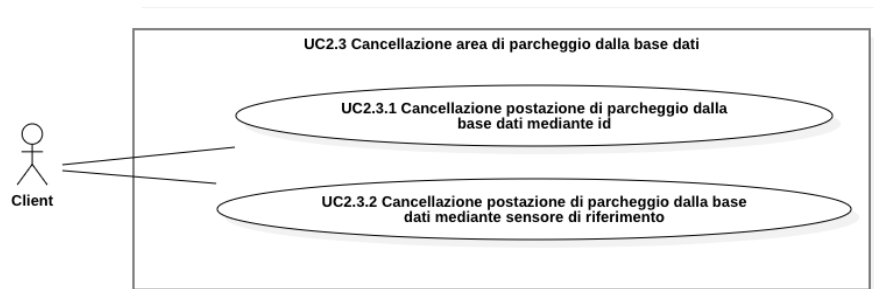 UC2.3 Cancellazione area di parcheggio dalla base dati
UC2.3.1 Cancellazione postazione di parcheggio dalla
base dati mediante id
Client
UC2.3.2 Cancellazione postazione di parcheggio dalla base
dati mediante sensore di riferimento